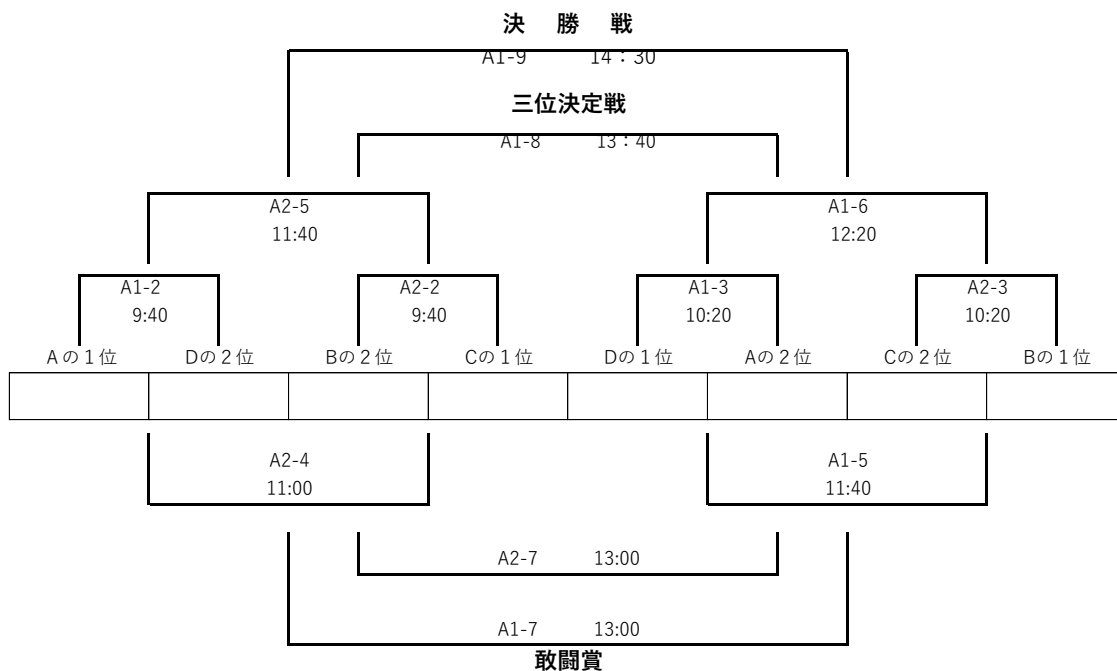 決 勝 戦
A1-9 14：30
三位決定戦
A1-8 13：40
A2-5 A1-6
11:40 12:20
A1-2 A2-2 A1-3 A2-3
9:40 9:40 10:20 10:20
Aの１位 Dの２位 Bの２位 Cの１位 Dの１位 Aの２位 Cの２位 Bの１位
A2-4 A1-5
11:00 11:40
A2-7 13:00
A1-7 13:00
敢闘賞